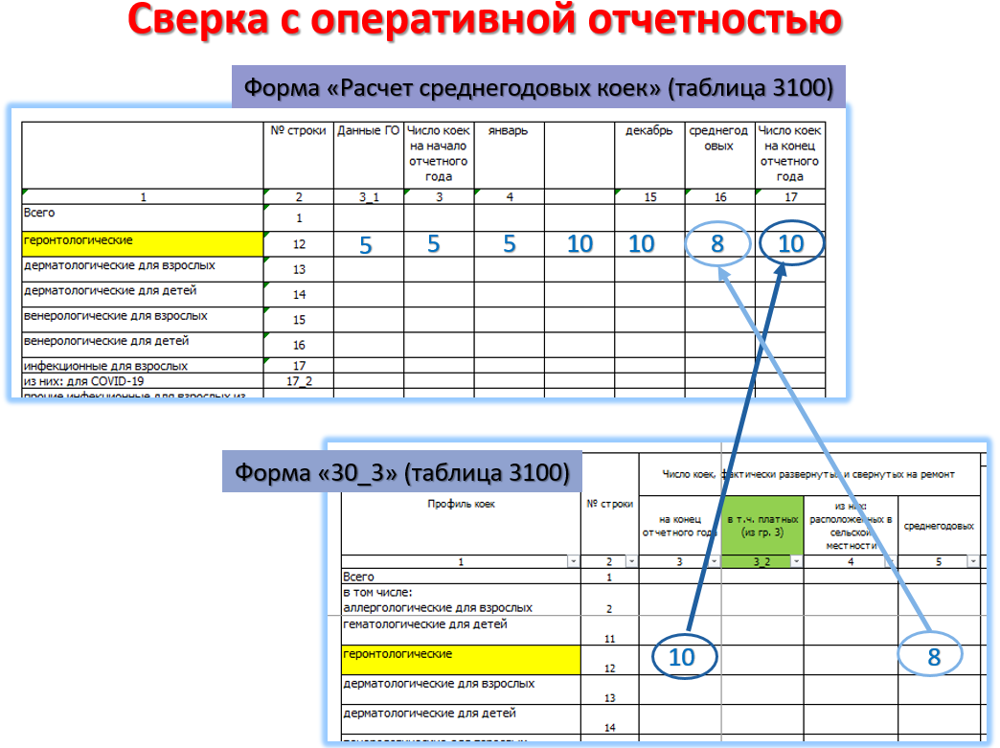 Сверка с оперативной отчетностью
Форма «Расчет среднегодовых коек» (таблица 3100)
№ строки Данные ГО Число коек на начало отчетного года январь декабрь среднегод овых Число коек на конец отчетного года
1 2 3_1 3 4 15 16 17
Всего 1
геронтологические 12 5 5 5 10 10 8 10
дерматологические для взрослых 13
дерматологические для детей 14
венерологические для взрослых 15
венерологические для детей 16
инфекционные для взрослых 17
из них: для COVID-19 17_2
прочие инфекционные для взрослых из
Форма «30_3» (таблица 3100)
Профиль коек № строки Число коек, фактически развернутых и свернутых на ремонт
на конец отчетного года в т.ч. платных (из гр. 3) из них: расположенных в сельской местности среднегодовых
1 2 3 3_2 4 5
Всего 1
в том числе:
аллергологические для взрослых 2
гематологические для детей 11
геронтологические 12 10 8
дерматологические для взрослых 13
дерматологические для детей 14
венерологические для взрослых